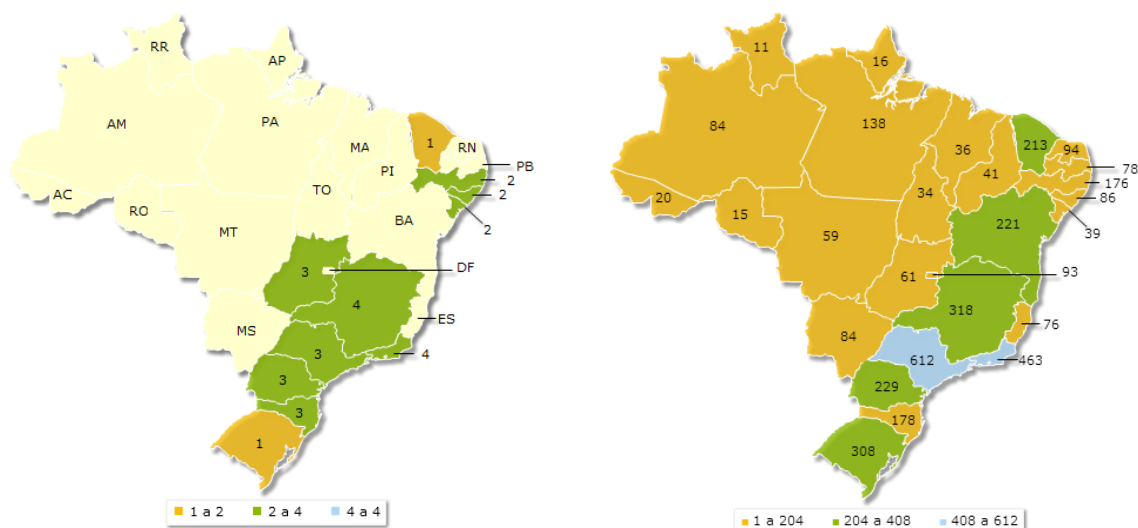 RR
AP
AM
PA
MA
1
RN
PB
PI
2
2
2
AC
TO
RO
BA
MT
DF
3
4
MS
ES
3
4
3
3
1
1 a 2 2 a 4 4 a 4
11
16
84
138
36
213
94
78
41
176
86
20
34
15
39
221
59
61
93
318
84
76
612
463
229
178
308
1 a 204 204 a 408 408 a 612